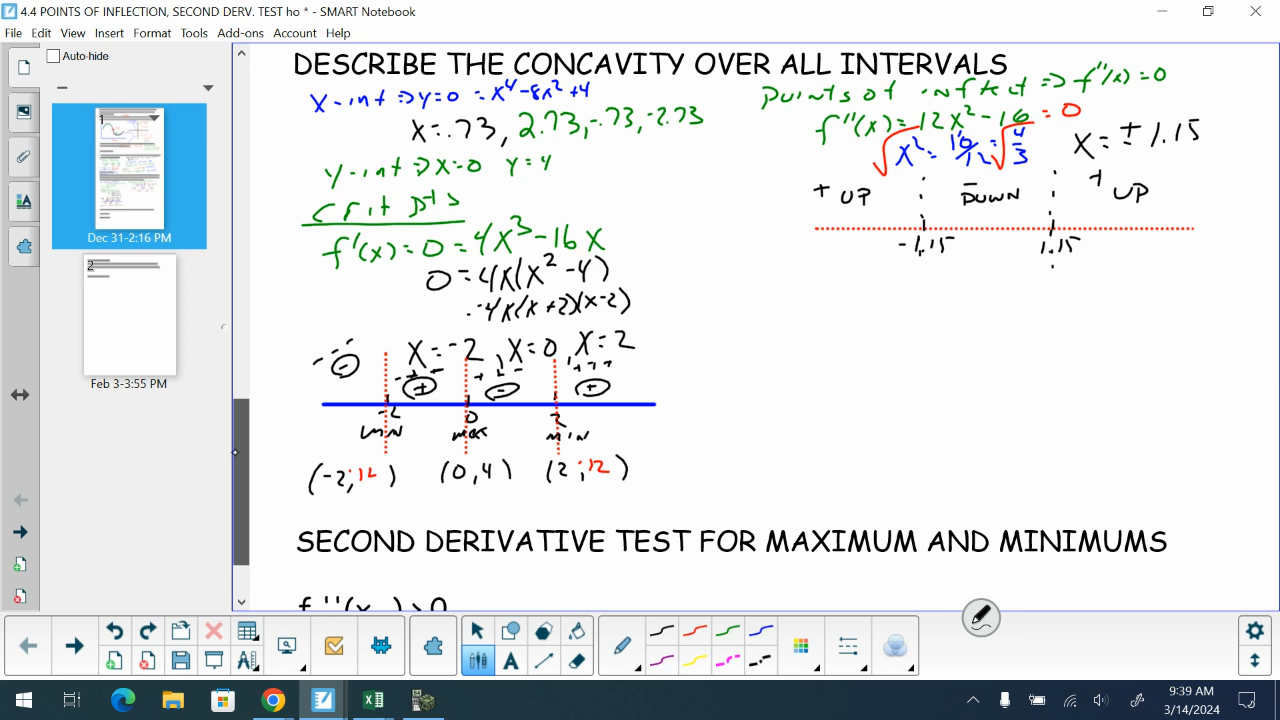 4.4 POINTS OF INFLECTION, SECOND DERV. TEST ho * - SMART Notebook
File Edit View Insert Format Tools Add-ons Account Help
Auto-hide
1
Dec 31-2:16 PM
2
Feb 3-3:55 PM
DESCRIBE THE CONCAVITY OVER ALL INTERVALS
x-int => y=0 = x⁴-8x²+4
x=.73, 2.73, -.73, -2.73
y-int => x=0 y=4
crit pts
f'(x)=0=4x³-16x
0=4x(x²-4)
4x(x+2)(x-2)
x=-2, x=0, x=2
- - - + - + + - + + +
- + - +
-2 0 2
min max min
(-2, -12) (0,4) (2, -12)
points of inflect => f''(x)=0
f''(x)=12x²-16=0
x²=16/12=4/3 x=±1.15
+ UP - DOWN + UP
-1.15 1.15
SECOND DERIVATIVE TEST FOR MAXIMUM AND MINIMUMS
9:39 AM
3/14/2024